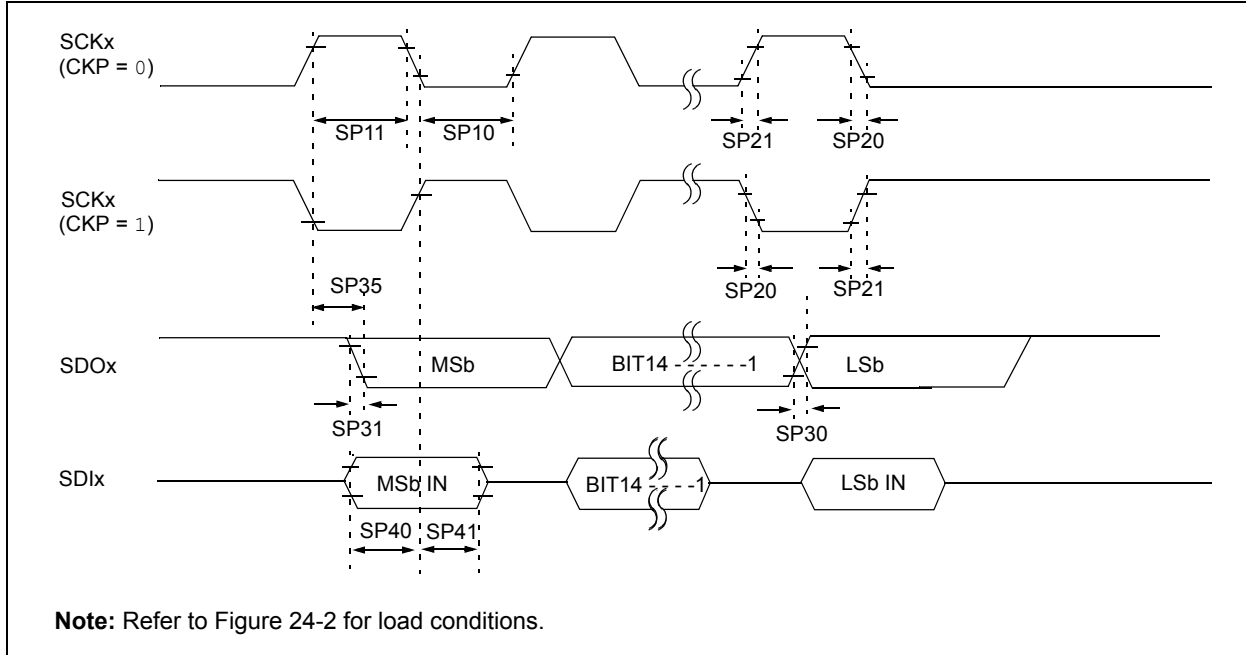 SCKx
(CKP = 0)
SP11
SP10
SP21
SP20
SCKx
(CKP = 1)
SP35
SP20
SP21
SDOx
MSb
BIT14 - - - - - -1
LSb
SP31
SP30
SDIx
MSb IN
BIT14 - - - - -1
LSb IN
SP40
SP41
Note: Refer to Figure 24-2 for load conditions.